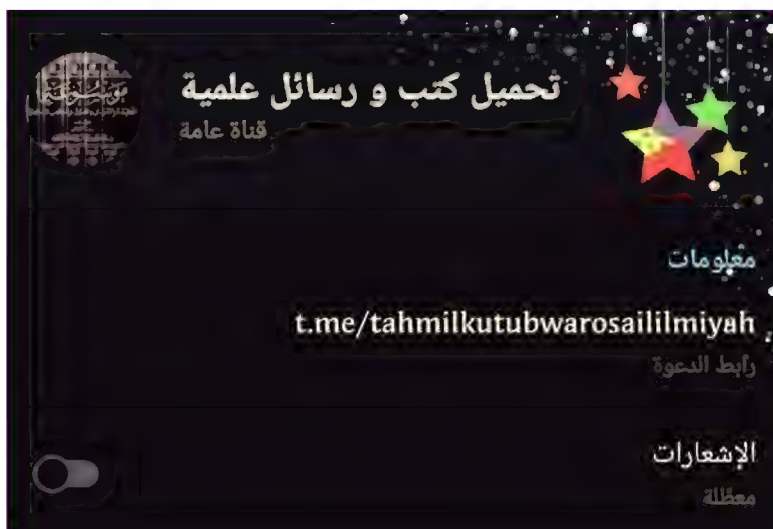 تحميل كتب و رسائل علمية
قناة عامة
معلومات
t.me/tahmilkutubwarosaililmiyah
رابط الدعوة
الإشعارات
معطلة